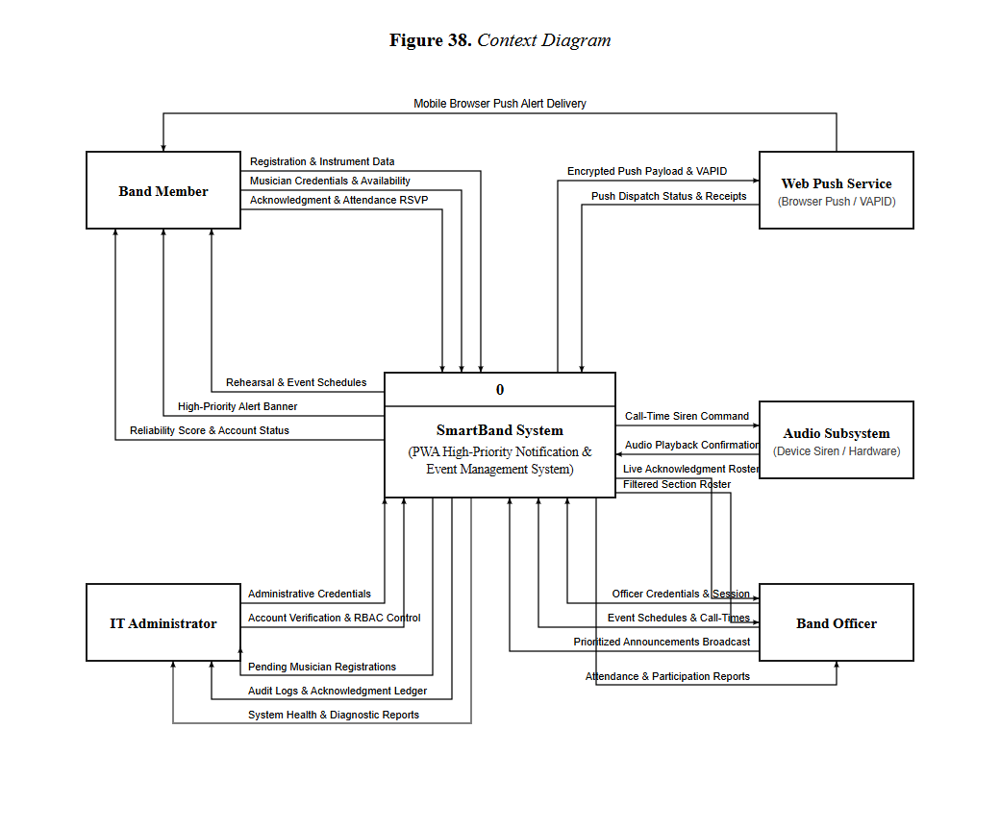 Figure 38. Context Diagram
Mobile Browser Push Alert Delivery
Band Member
Registration & Instrument Data
Musician Credentials & Availability
Acknowledgment & Attendance RSVP
Encrypted Push Payload & VAPID
Push Dispatch Status & Receipts
Web Push Service
(Browser Push / VAPID)
Rehearsal & Event Schedules
High-Priority Alert Banner
Reliability Score & Account Status
0
SmartBand System
(PWA High-Priority Notification &
Event Management System)
Call-Time Siren Command
Audio Playback Confirmation
Live Acknowledgment Roster
Filtered Section Roster
Audio Subsystem
(Device Siren / Hardware)
IT Administrator
Administrative Credentials
Account Verification & RBAC Control
Pending Musician Registrations
Audit Logs & Acknowledgment Ledger
System Health & Diagnostic Reports
Officer Credentials & Session
Event Schedules & Call-Times
Prioritized Announcements Broadcast
Attendance & Participation Reports
Band Officer